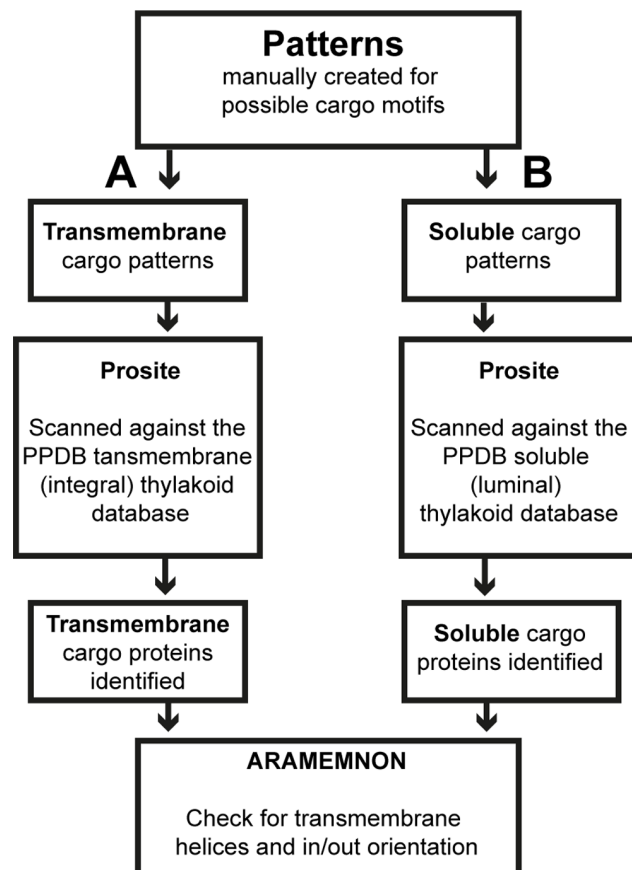 Patterns
manually created for
possible cargo motifs
A
B
Transmembrane
cargo patterns
Soluble cargo
patterns
Prosite
Scanned against the
PPDB tansmembrane
(integral) thylakoid
database
Prosite
Scanned against the
PPDB soluble
(luminal)
thylakoid database
Transmembrane
cargo proteins
identified
Soluble cargo
proteins identified
ARAMEMNON
Check for transmembrane
helices and in/out orientation